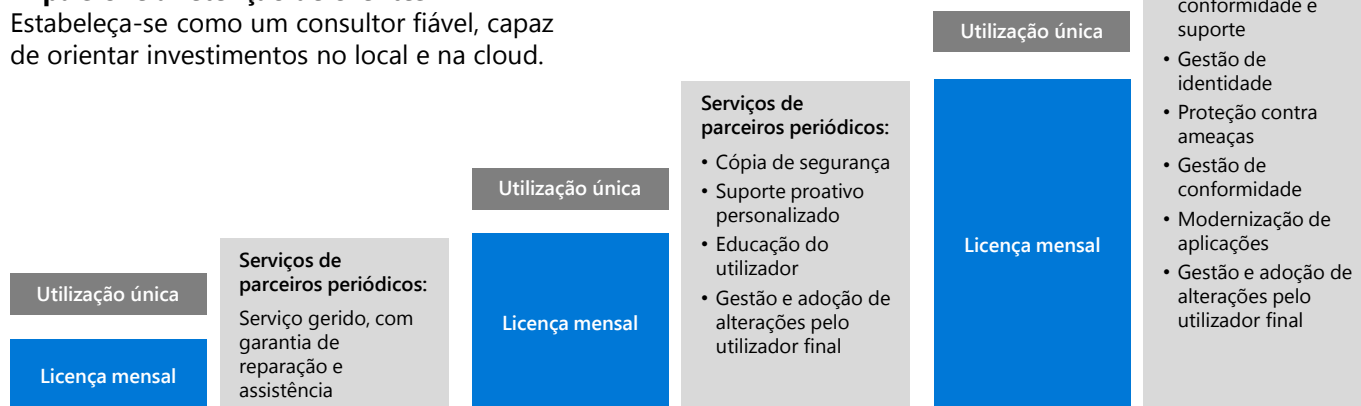 Estabeleça-se como um consultor fiável, capaz
de orientar investimentos no local e na cloud.
Utilização única
Licença mensal
Serviços de
parceiros periódicos:
Serviço gerido, com
garantia de
reparação e
assistência
Utilização única
Licença mensal
Serviços de
parceiros periódicos:
• Cópia de segurança
• Suporte proativo
personalizado
• Educação do
utilizador
• Gestão e adoção de
alterações pelo
utilizador final
Utilização única
Licença mensal
conformidade e
suporte
• Gestão de
identidade
• Proteção contra
ameaças
• Gestão de
conformidade
• Modernização de
aplicações
• Gestão e adoção de
alterações pelo
utilizador final